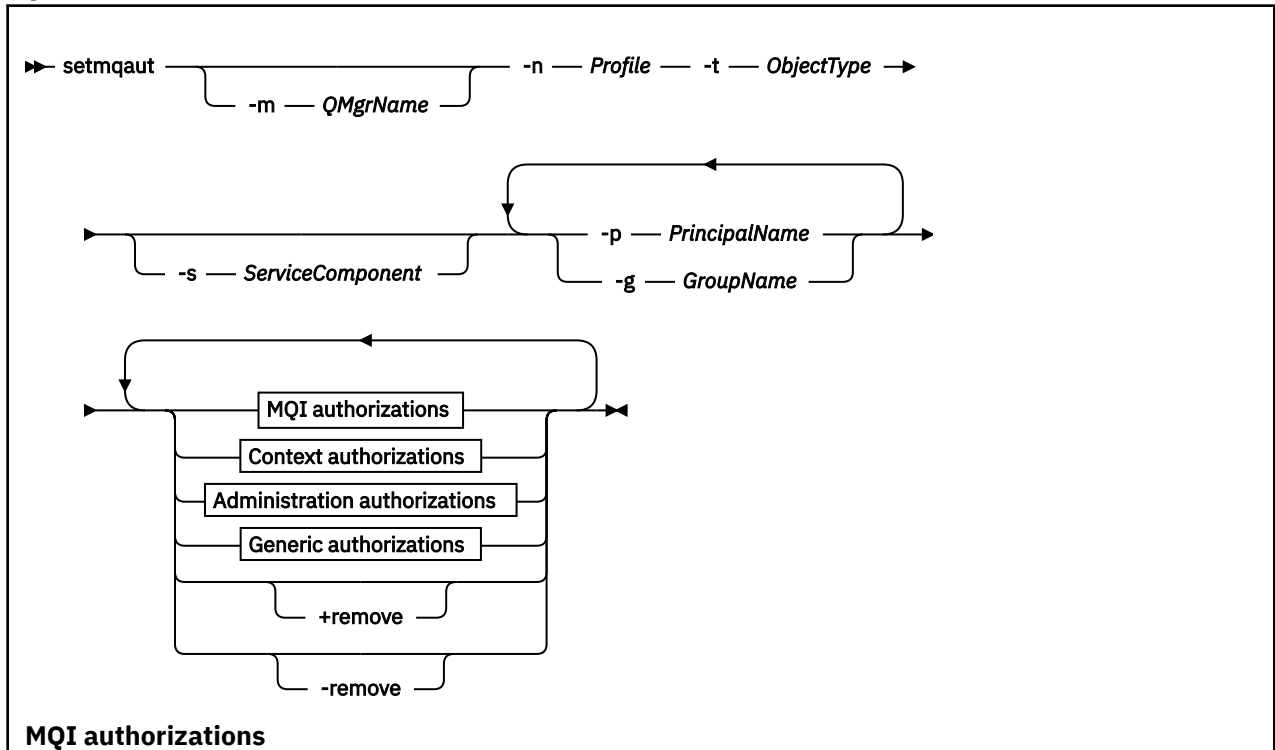 setmqaut -n Profile -t ObjectType
-m QMgrName
-p PrincipalName
-s ServiceComponent
-g GroupName
MQI authorizations
Context authorizations
Administration authorizations
Generic authorizations
+remove
-remove
MQI authorizations